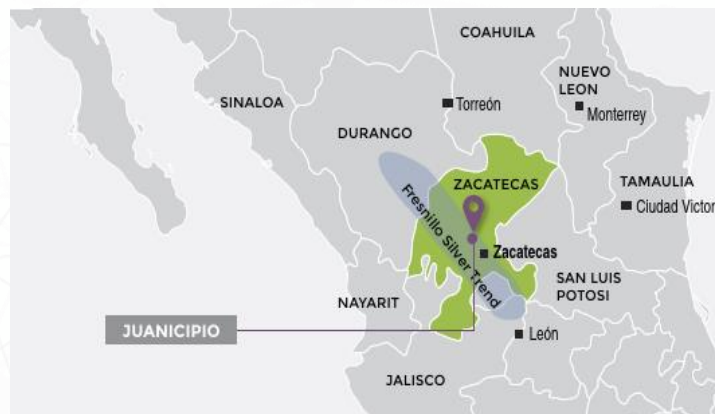 COAHUILA
NUEVO
LEON
SINALOA
Torreón
Monterrey
DURANGO
ZACATECAS
TAMAULIA
Ciudad Victor
Fresnillo Silver Trend
Zacatecas
SAN LUIS
POTOSI
NAYARIT
JUANICIPIO
León
JALISCO